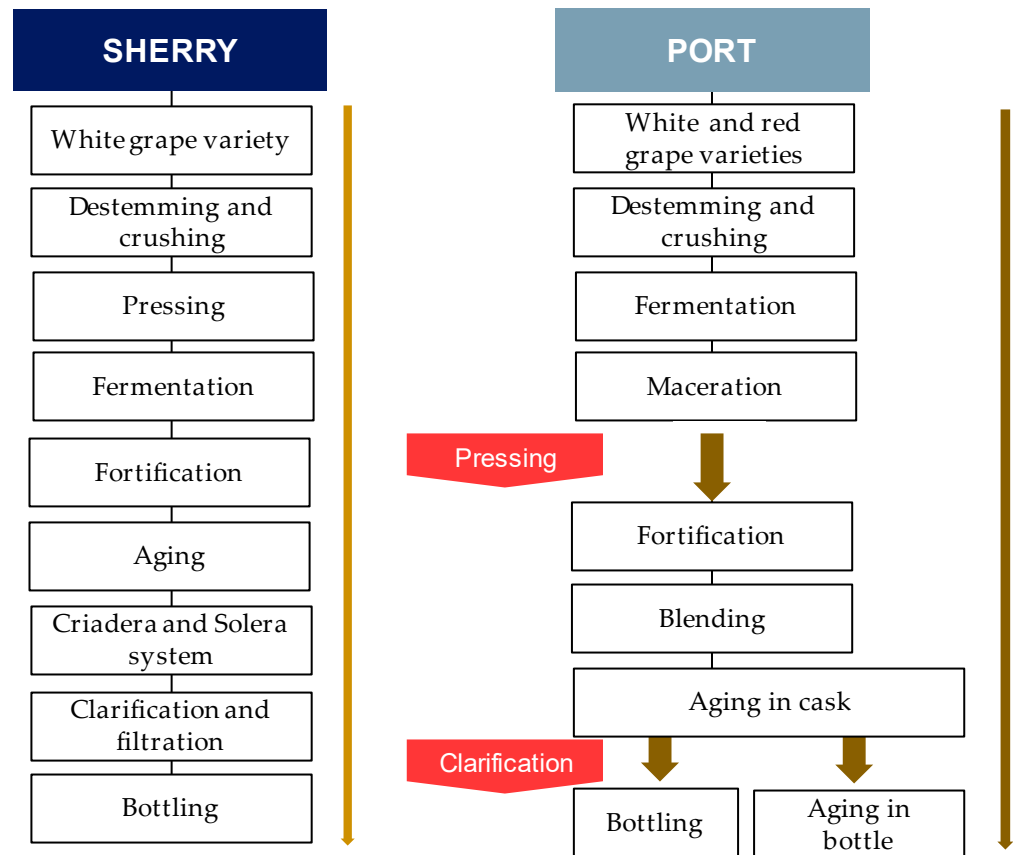 SHERRY
White grape variety
Destemming and
crushing
Pressing
Fermentation
Fortification
Aging
Criadera and Solera
system
Clarification and
filtration
Bottling
PORT
White and red
grape varieties
Destemming and
crushing
Fermentation
Maceration
Pressing
Fortification
Blending
Aging in cask
Clarification
Bottling
Aging in
bottle